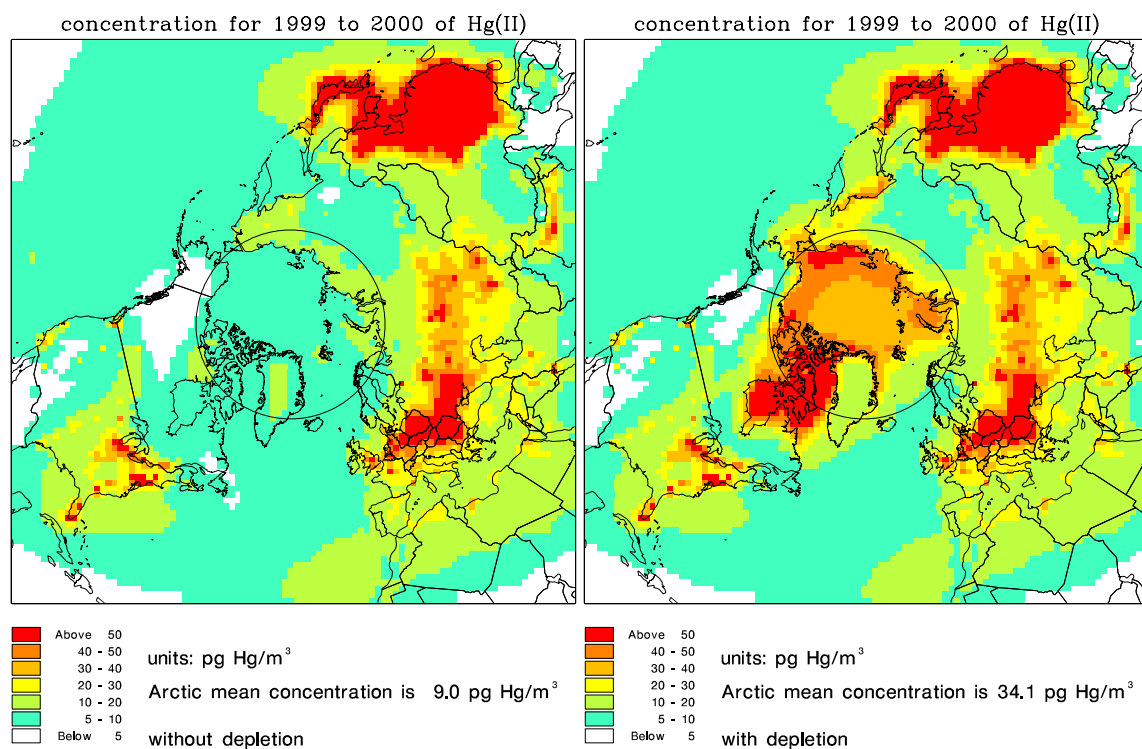 concentration for 1999 to 2000 of Hg(II)
Above 50
40 - 50
30 - 40
20 - 30
10 - 20
5 - 10
Below 5
units: pg Hg/m³
Arctic mean concentration is 9.0 pg Hg/m³
without depletion
concentration for 1999 to 2000 of Hg(II)
Above 50
40 - 50
30 - 40
20 - 30
10 - 20
5 - 10
Below 5
units: pg Hg/m³
Arctic mean concentration is 34.1 pg Hg/m³
with depletion